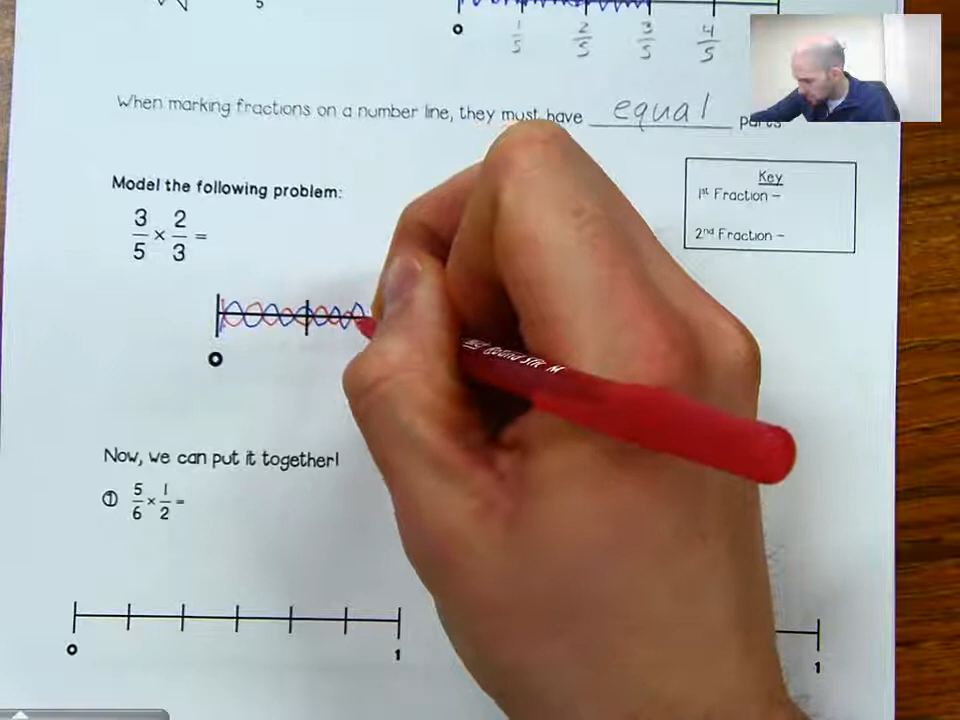 5
0 1/5 2/5 3/5 4/5
When marking fractions on a number line, they must have equal parts
Model the following problem:
3/5 × 2/3 =
Key
1st Fraction -
2nd Fraction -
0
Now, we can put it together!
① 5/6 × 1/2 =
0 1
1